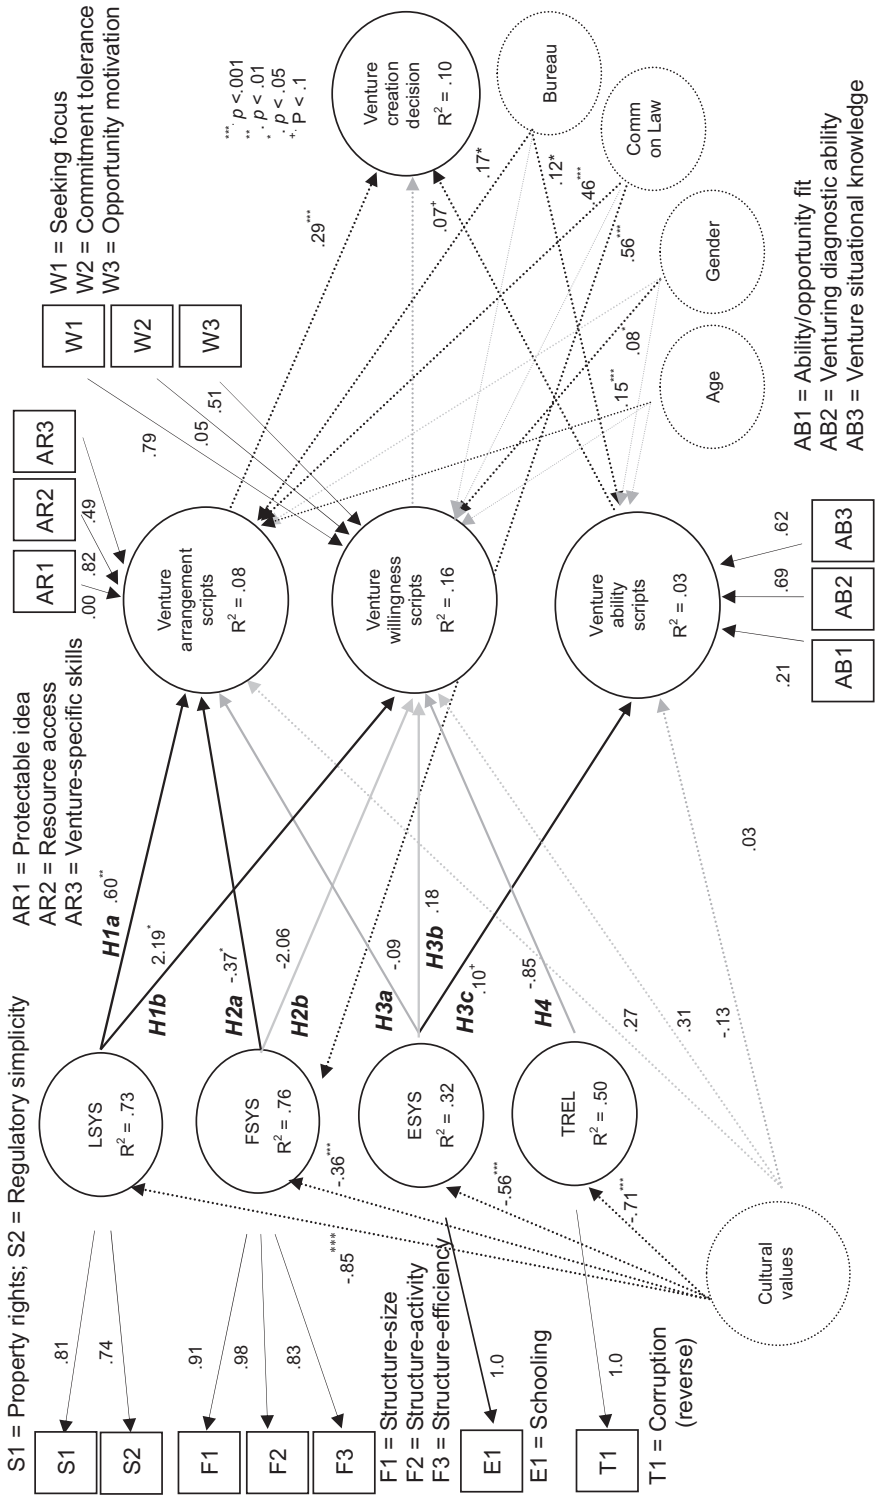 S1 = Property rights; S2 = Regulatory simplicity
AR1 = Protectable idea
AR2 = Resource access
AR3 = Venture-specific skills
W1 = Seeking focus
W2 = Commitment tolerance
W3 = Opportunity motivation
***. p <.001
**. p < .01
*. p < .05
+. P < .1
S1
S2
F1
F2
F3
E1
T1
.81
.74
.91
.98
.83
1.0
1.0
F1 = Structure-size
F2 = Structure-activity
F3 = Structure-efficiency
E1 = Schooling
T1 = Corruption
(reverse)
LSYS
R² = .73
FSYS
R² = .76
ESYS
R² = .32
TREL
R² = .50
Cultural
values
-.85***
-.36***
-.56***
-.71***
H1a .60**
H1b 2.19*
H2a -.37*
H2b -2.06
H3a -.09
H3b .18
H3c .10+
H4 -.85
.27
.31
-.13
.03
AR1
AR2
AR3
.00
.82
.49
W1
W2
W3
.79
.05
.51
Venture
arrangement
scripts
R² = .08
Venture
willingness
scripts
R² = .16
Venture
ability
scripts
R² = .03
AB1
AB2
AB3
.21
.69
.62
Venture
creation
decision
R² = .10
.29***
.07+
.17*
.12*
.46***
.56***
.08*
.15***
Bureau
Comm
on Law
Gender
Age
AB1 = Ability/opportunity fit
AB2 = Venturing diagnostic ability
AB3 = Venture situational knowledge